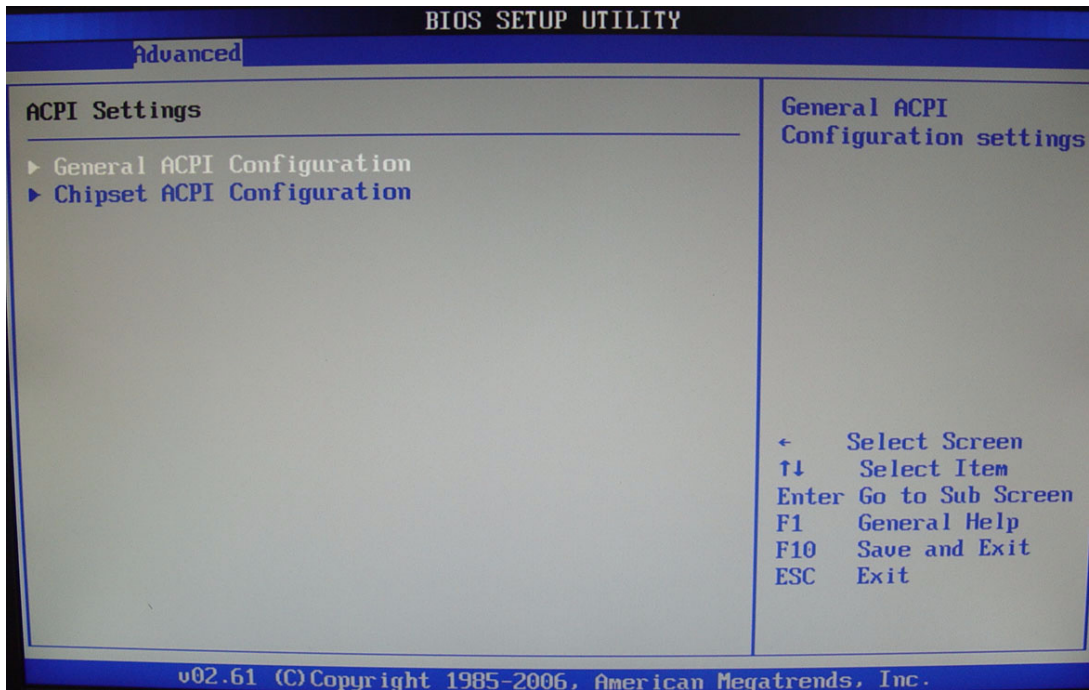 BIOS SETUP UTILITY
Advanced
ACPI Settings
▶ General ACPI Configuration
▶ Chipset ACPI Configuration
General ACPI
Configuration settings
← Select Screen
↑↓ Select Item
Enter Go to Sub Screen
F1 General Help
F10 Save and Exit
ESC Exit
v02.61 (C)Copyright 1985-2006, American Megatrends, Inc.